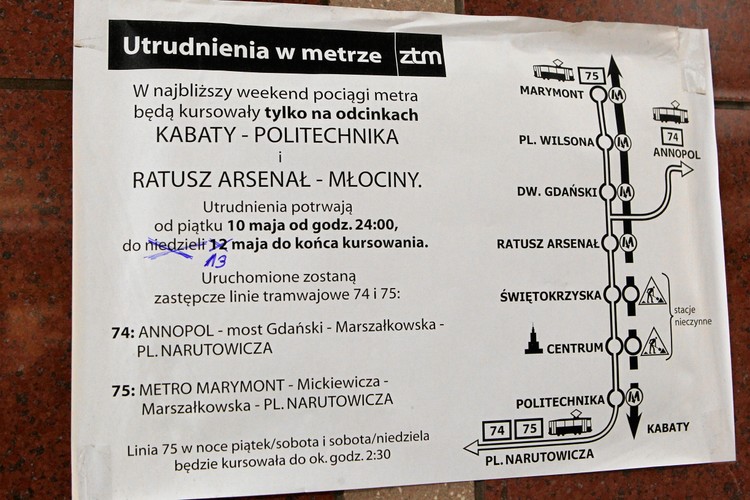 Utrudnienia w metrze ztm
W najbliższy weekend pociągi metra
będą kursowały tylko na odcinkach
KABATY - POLITECHNIKA
i
RATUSZ ARSENAŁ - MŁOCINY.
Utrudnienia potrwają
od piątku 10 maja od godz. 24:00,
do niedzieli 12 maja do końca kursowania.
13
Uruchomione zostaną
zastępcze linie tramwajowe 74 i 75:
74: ANNOPOL - most Gdański - Marszałkowska -
PL. NARUTOWICZA
75: METRO MARYMONT - Mickiewicza -
Marszałkowska - PL. NARUTOWICZA
Linia 75 w noce piątek/sobota i sobota/niedziela
będzie kursowała do ok. godz. 2:30
75
MARYMONT M
74
ANNOPOL
PL. WILSONA M
DW. GDAŃSKI M
RATUSZ ARSENAŁ M
ŚWIĘTOKRZYSKA
stacje
nieczynne
CENTRUM
POLITECHNIKA M
KABATY
74 75
PL. NARUTOWICZA